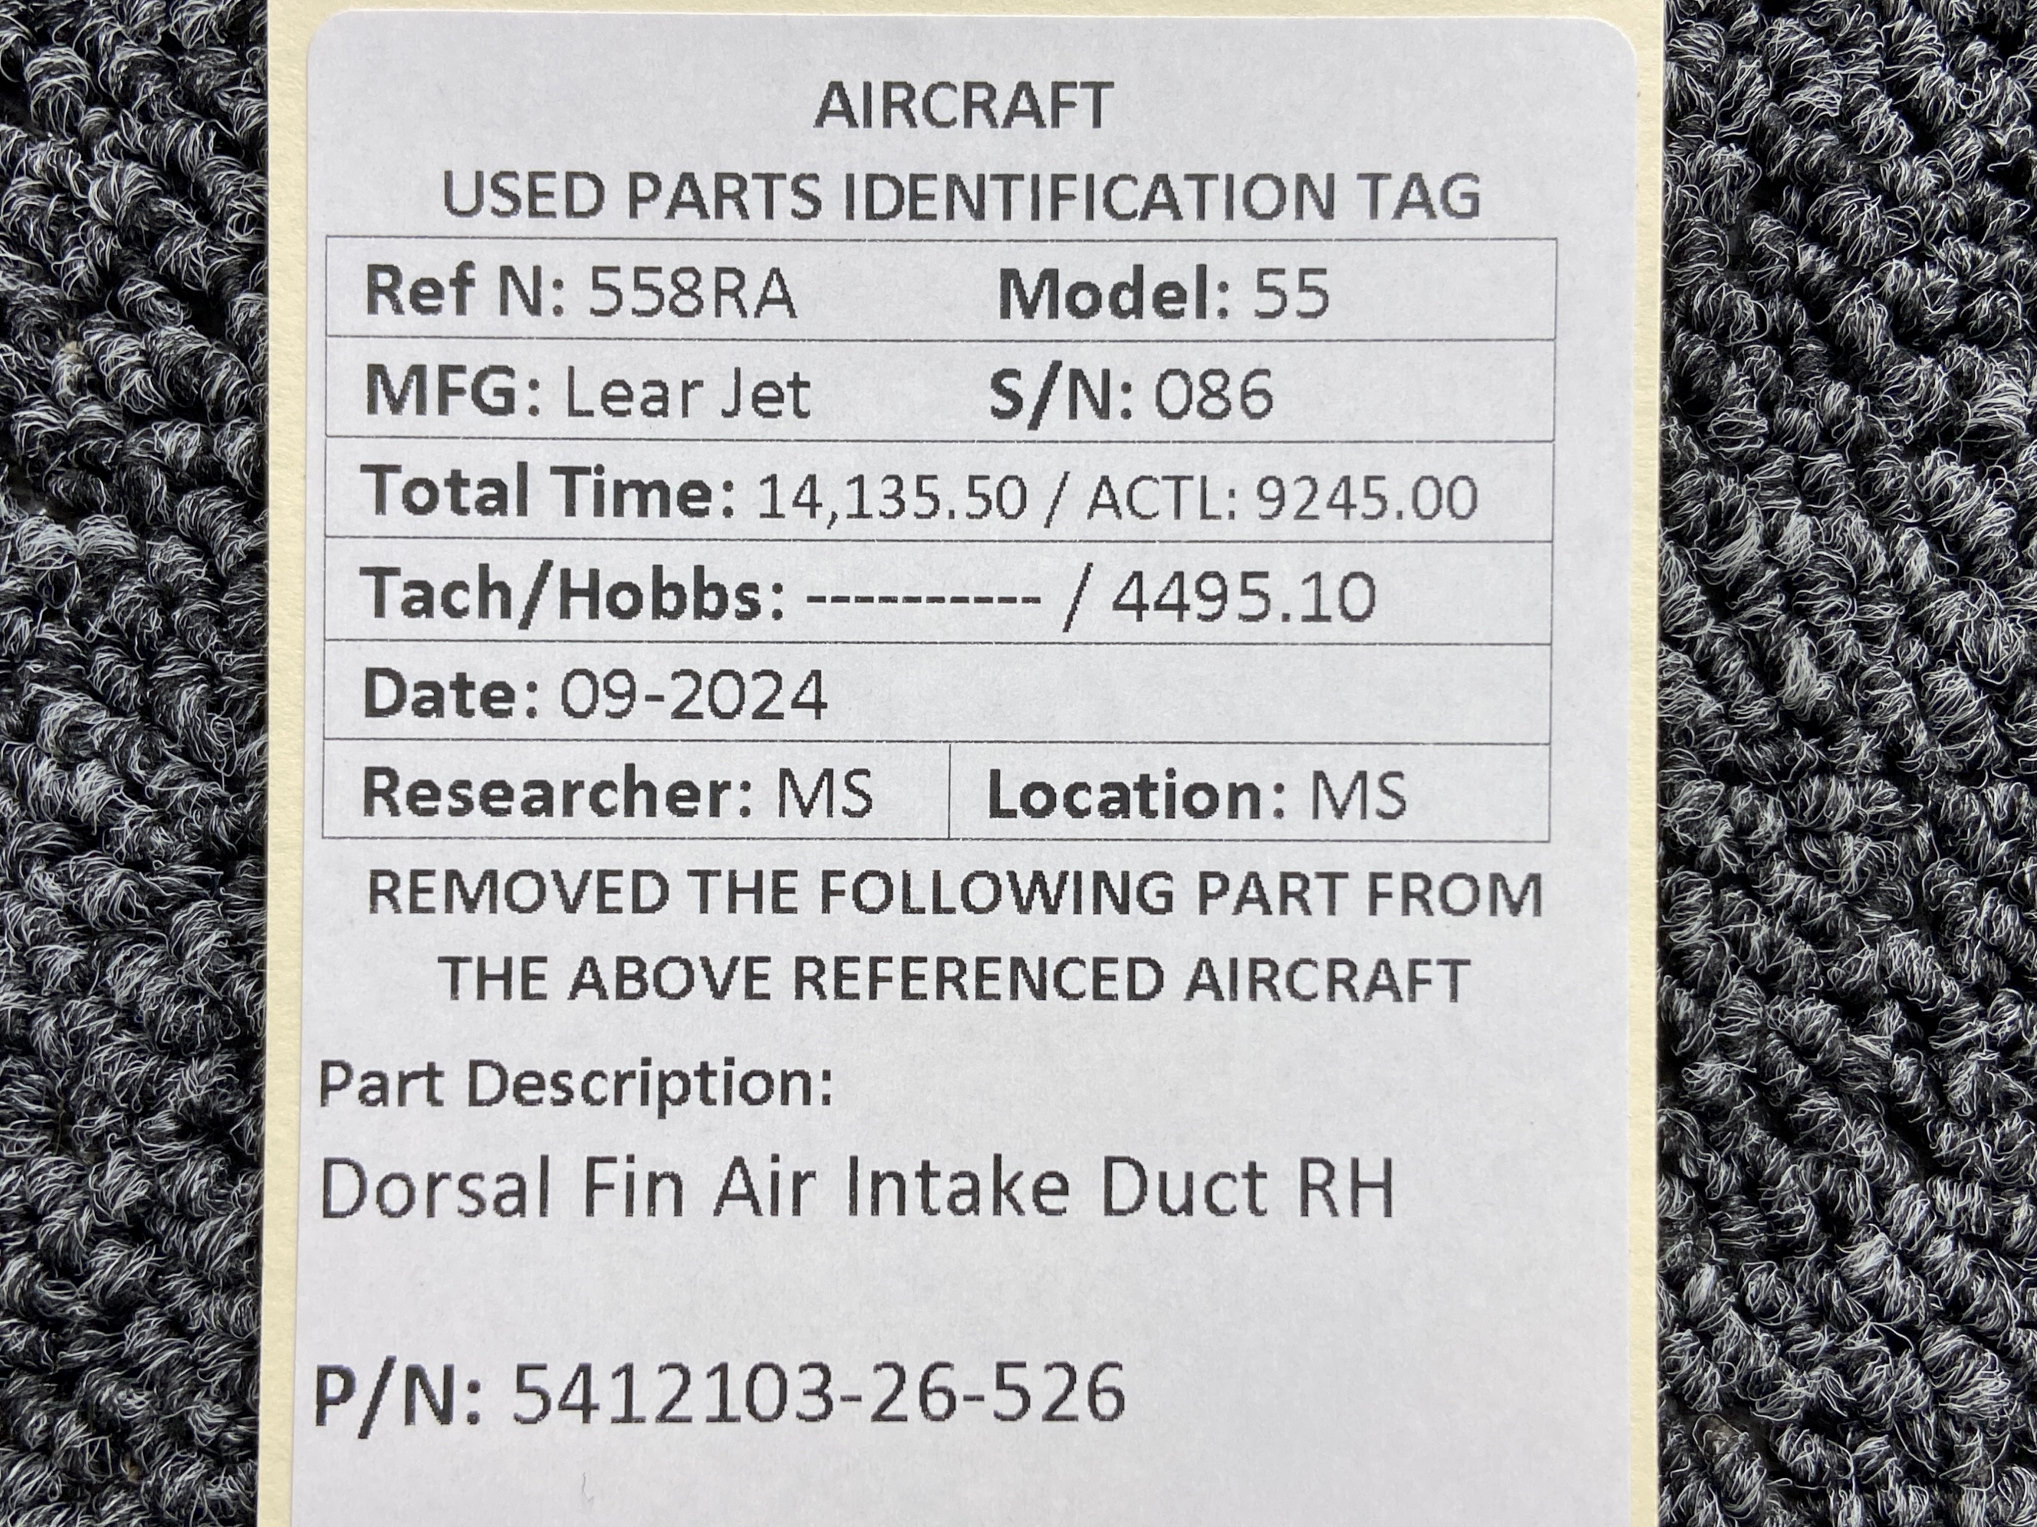 AIRCRAFT
USED PARTS IDENTIFICATION TAG
Ref N: 558RA Model: 55
MFG: Lear Jet S/N: 086
Total Time: 14,135.50 / ACTL: 9245.00
Tach/Hobbs: ---------- / 4495.10
Date: 09-2024
Researcher: MS Location: MS
REMOVED THE FOLLOWING PART FROM
THE ABOVE REFERENCED AIRCRAFT
Part Description:
Dorsal Fin Air Intake Duct RH
P/N: 5412103-26-526